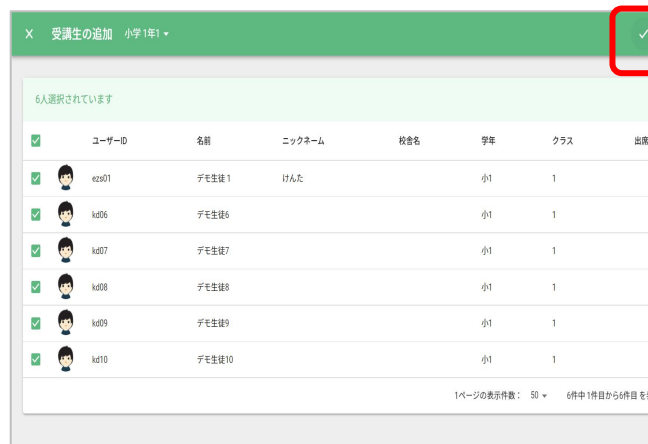 X 受講生の追加 小学1年1
6人選択されています
ユーザーID 名前 ニックネーム 校舎名 学年 クラス 出席
ezs01 デモ生徒1 けんた 小1 1
kd06 デモ生徒6 小1 1
kd07 デモ生徒7 小1 1
kd08 デモ生徒8 小1 1
kd09 デモ生徒9 小1 1
kd10 デモ生徒10 小1 1
1ページの表示件数： 50 6件中1件目から6件目を